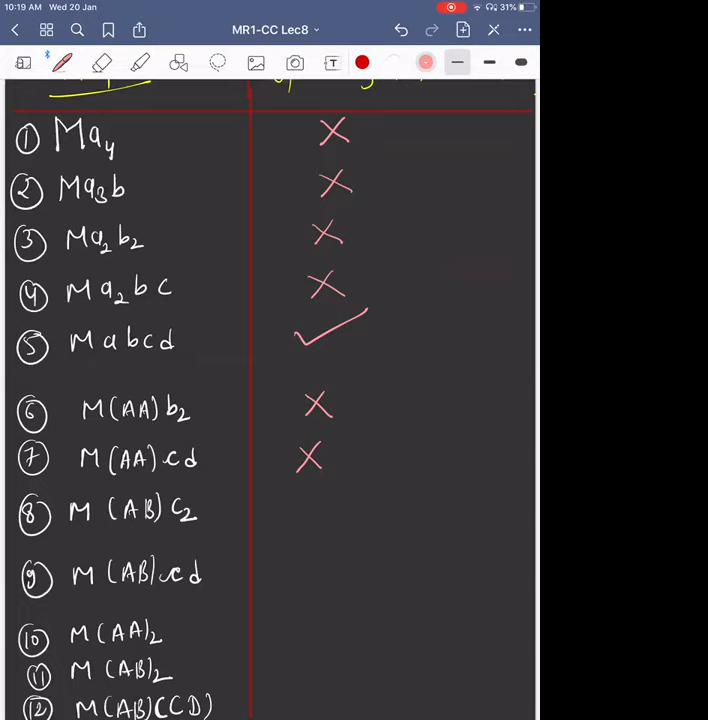 10:19 AM Wed 20 Jan
31%
MR1-CC Lec8
T
① Ma₄ ✗
② Ma₃b ✗
③ Ma₂b₂ ✗
④ Ma₂bc ✗
⑤ Mabcd ✓
⑥ M(AA)b₂ ✗
⑦ M(AA)cd ✗
⑧ M(AB)c₂
⑨ M(AB)cd
⑩ M(AA)₂
⑪ M(AB)₂
⑫ M(AB)(CD)